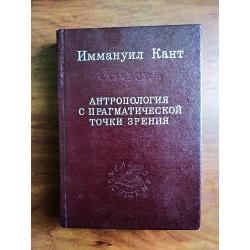 Иммануил Кант
АНТРОПОЛОГИЯ
С ПРАГМАТИЧЕСКОЙ
ТОЧКИ ЗРЕНИЯ